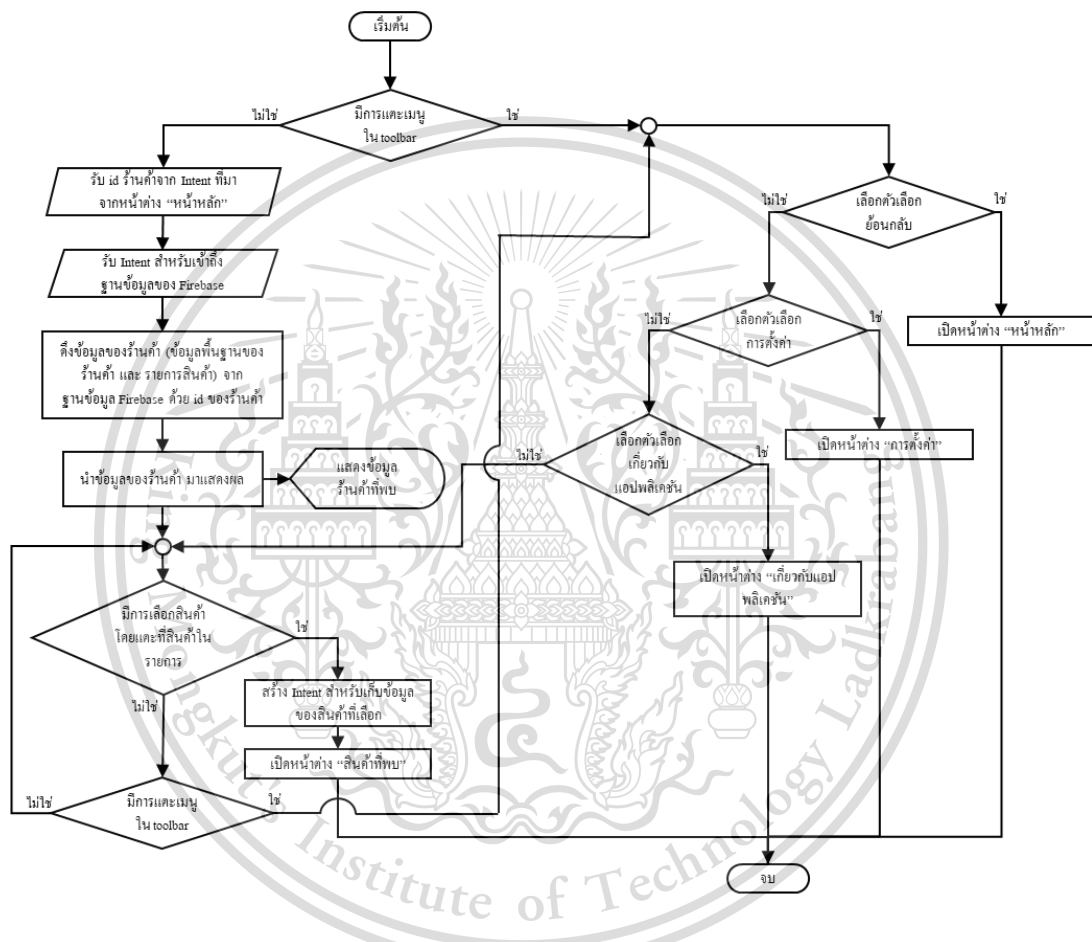 เริ่มต้น
มีการแตะเมนู
ใน toolbar
ไม่ใช่
ใช่
รับ id ร้านค้าจาก Intent ที่มา
จากหน้าต่าง “หน้าหลัก”
รับ Intent สำหรับเข้าถึง
ฐานข้อมูลของ Firebase
ดึงข้อมูลของร้านค้า (ข้อมูลพื้นฐานของ
ร้านค้า และ รายการสินค้า) จาก
ฐานข้อมูล Firebase ด้วย id ของร้านค้า
นำข้อมูลของร้านค้า มาแสดงผล
แสดงข้อมูล
ร้านค้าที่พบ
มีการเลือกสินค้า
โดยแตะที่สินค้าใน
รายการ
ใช่
ไม่ใช่
สร้าง Intent สำหรับเก็บข้อมูล
ของสินค้าที่เลือก
เปิดหน้าต่าง “สินค้าที่พบ”
มีการแตะเมนู
ใน toolbar
ไม่ใช่
ใช่
เลือกตัวเลือก
ย้อนกลับ
ไม่ใช่
ใช่
เปิดหน้าต่าง “หน้าหลัก”
เลือกตัวเลือก
การตั้งค่า
ไม่ใช่
ใช่
เปิดหน้าต่าง “การตั้งค่า”
เลือกตัวเลือก
เกี่ยวกับ
แอปพลิเคชัน
ไม่ใช่
ใช่
เปิดหน้าต่าง “เกี่ยวกับแอป
พลิเคชัน”
จบ
King Mongkut's Institute of Technology Ladkrabang